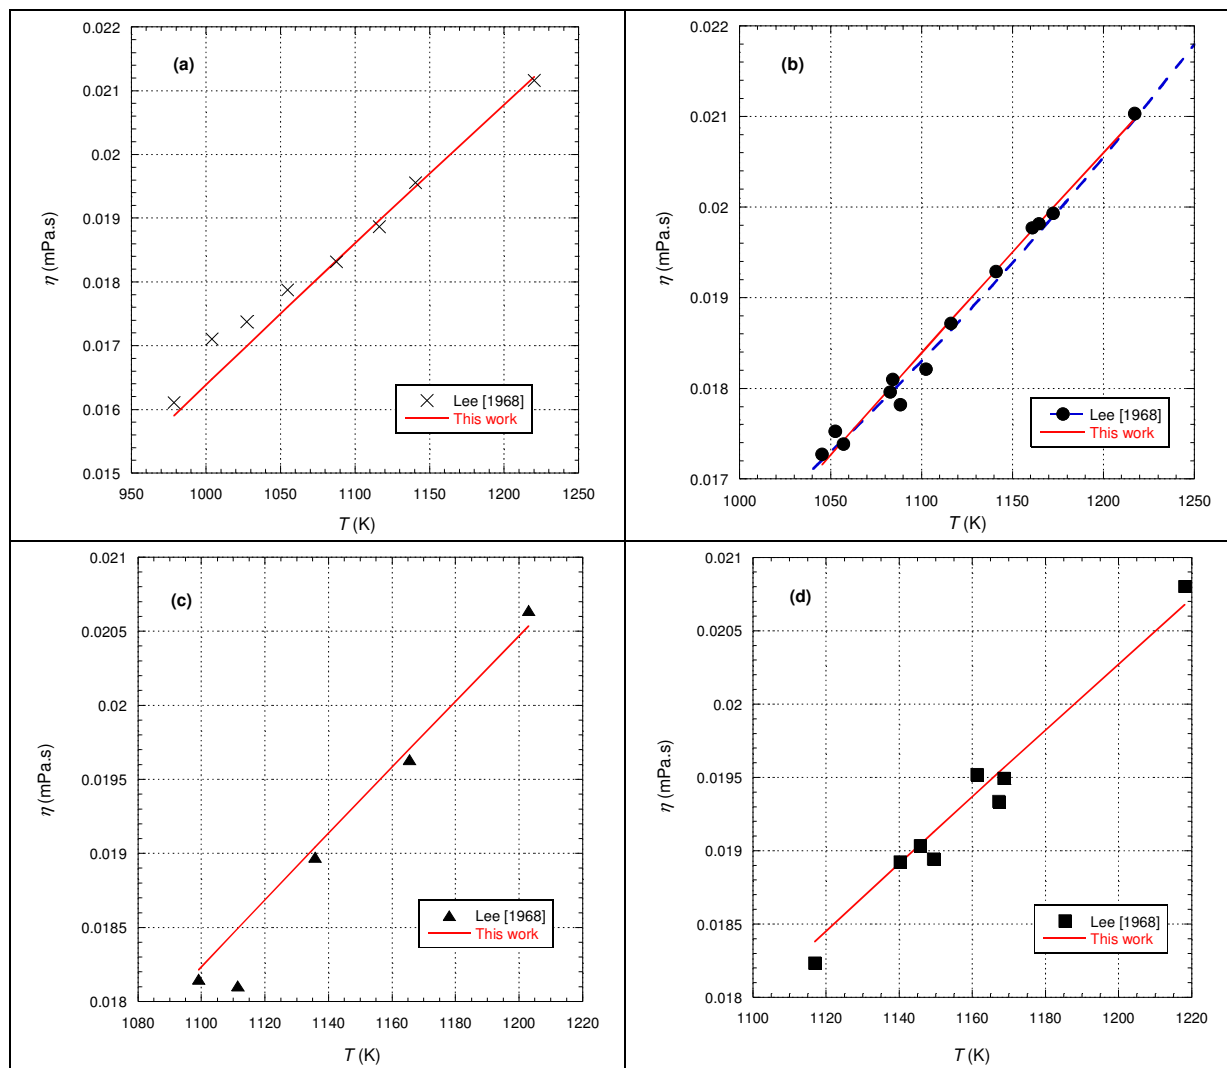 (a)
0.022
0.021
0.02
0.019
0.018
0.017
0.016
0.015
η (mPa.s)
950 1000 1050 1100 1150 1200 1250
T (K)
Lee [1968]
This work
(b)
0.022
0.021
0.02
0.019
0.018
0.017
η (mPa.s)
1000 1050 1100 1150 1200 1250
T (K)
Lee [1968]
This work
(c)
0.021
0.0205
0.02
0.0195
0.019
0.0185
0.018
η (mPa.s)
1080 1100 1120 1140 1160 1180 1200 1220
T (K)
Lee [1968]
This work
(d)
0.021
0.0205
0.02
0.0195
0.019
0.0185
0.018
η (mPa.s)
1100 1120 1140 1160 1180 1200 1220
T (K)
Lee [1968]
This work